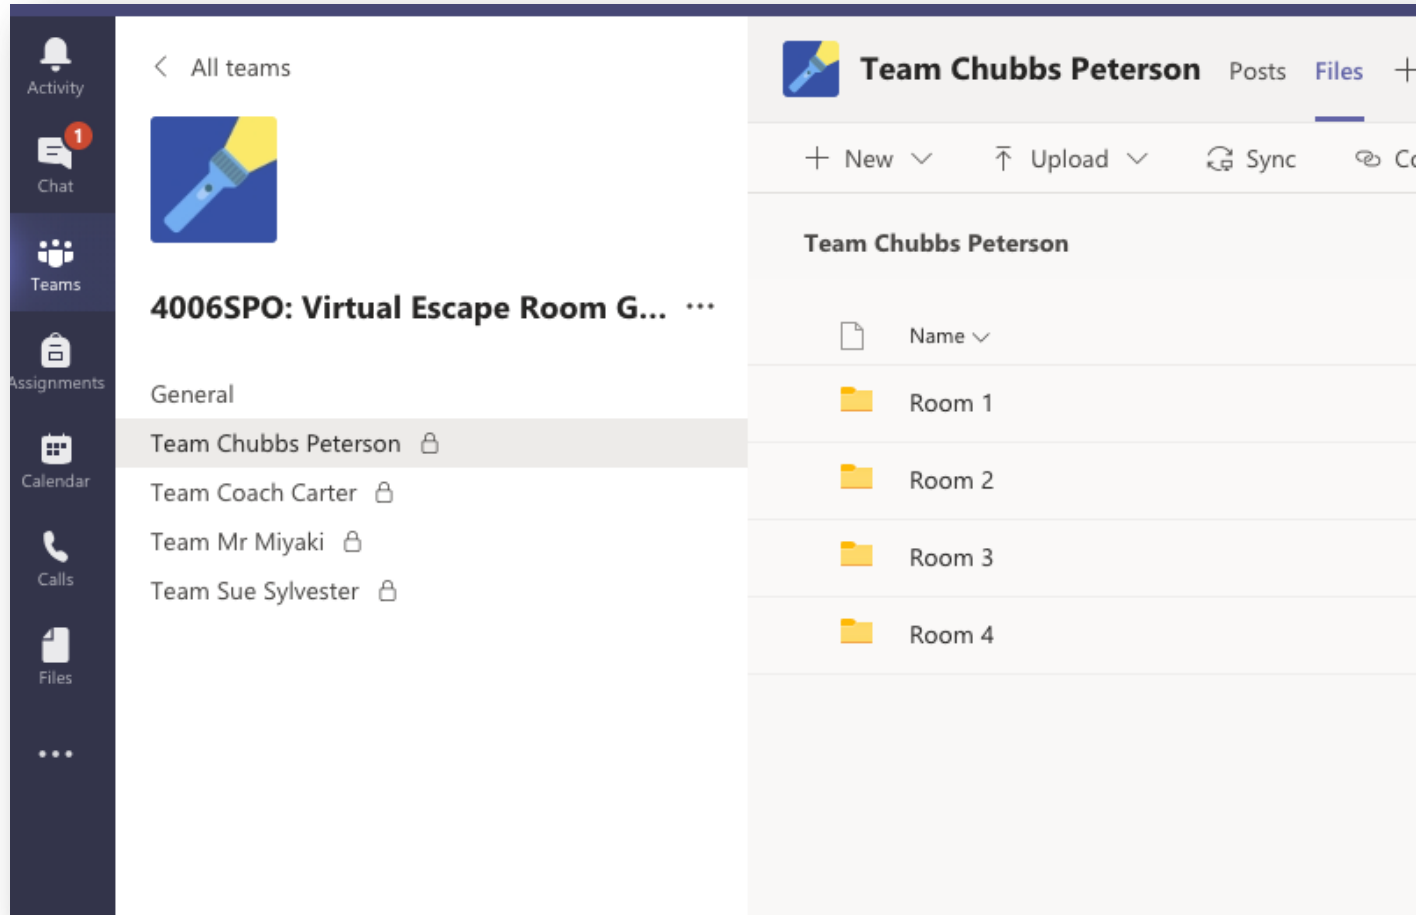 Activity
1
Chat
Teams
Assignments
Calendar
Calls
Files
All teams
4006SPO: Virtual Escape Room G...
General
Team Chubbs Peterson
Team Coach Carter
Team Mr Miyaki
Team Sue Sylvester
Team Chubbs Peterson Posts Files
New Upload Sync Co
Team Chubbs Peterson
Name
Room 1
Room 2
Room 3
Room 4